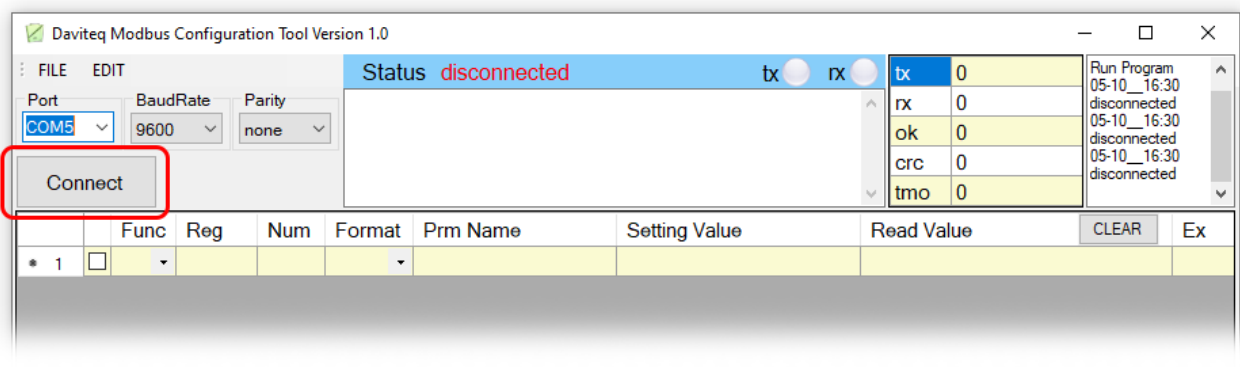 Daviteq Modbus Configuration Tool Version 1.0
FILE EDIT
Status disconnected tx rx
Port BaudRate Parity
COM5 9600 none
Connect
tx 0
rx 0
ok 0
crc 0
tmo 0
Run Program
05-10__16:30
disconnected
05-10__16:30
disconnected
05-10__16:30
disconnected
Func Reg Num Format Prm Name Setting Value Read Value CLEAR Ex
* 1